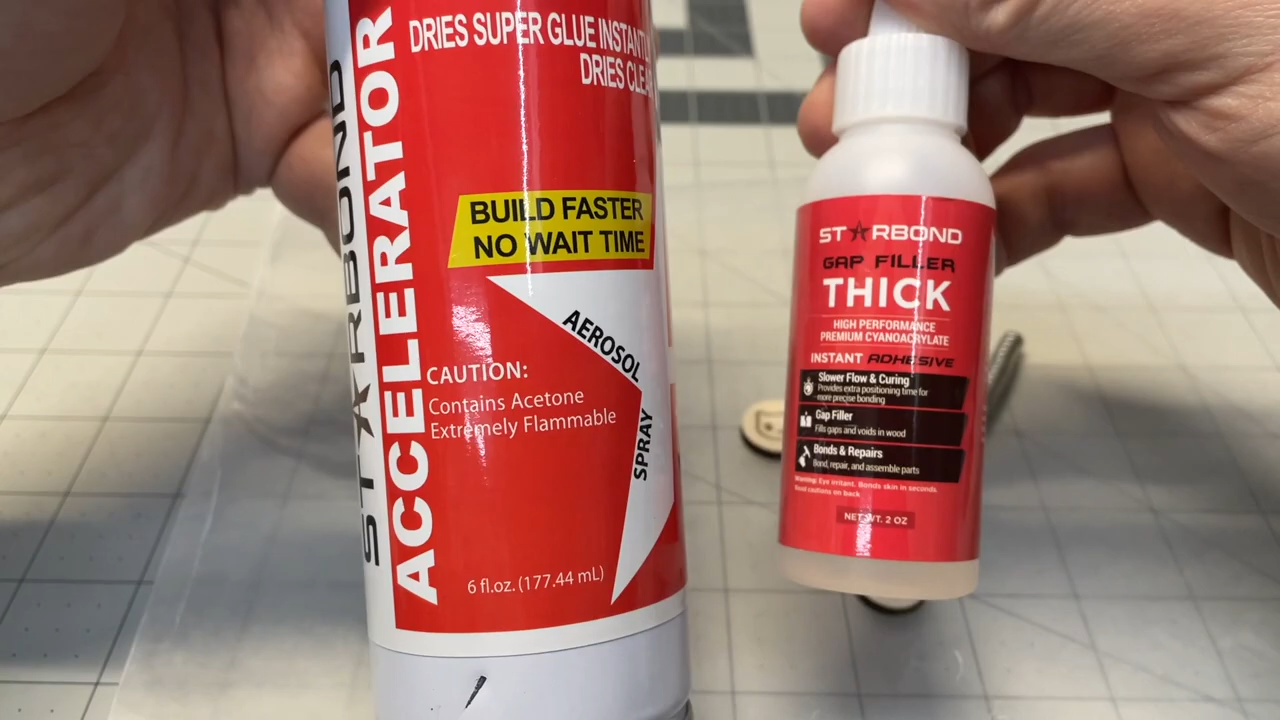 STARBOND
ACCELERATOR
DRIES SUPER GLUE
DRIES
BUILD FASTER
NO WAIT TIME
AEROSOL
SPRAY
CAUTION:
Contains Acetone
Extremely Flammable
6 fl.oz. (177.44 mL)
STARBOND
GAP FILLER
THICK
HIGH PERFORMANCE
PREMIUM CYANOACRYLATE
INSTANT ADHESIVE
Slower Flow & Curing
Provides extra positioning time for
more precise bonding
Gap Filler
Fills gaps and voids in wood
Bonds & Repairs
Bond, repair, and assemble parts
Warning: Eye irritant. Bonds skin in seconds.
Read cautions on back
NET WT. 2 OZ